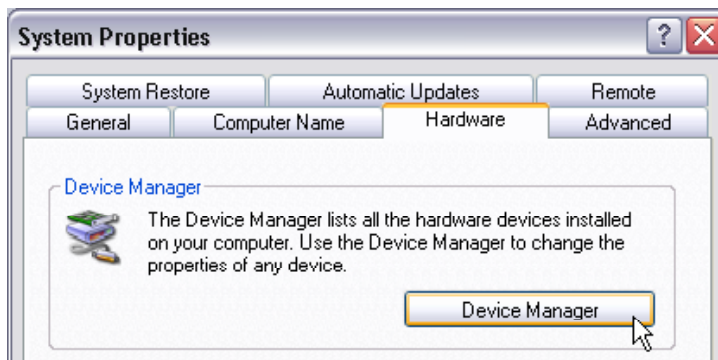 System Properties
?
System Restore Automatic Updates Remote
General Computer Name Hardware Advanced
Device Manager
The Device Manager lists all the hardware devices installed
on your computer. Use the Device Manager to change the
properties of any device.
Device Manager